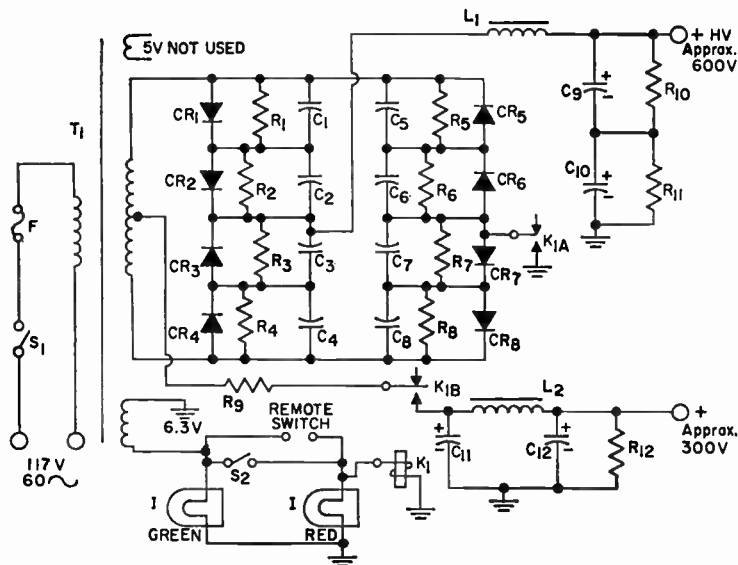 5V NOT USED
L1
+ HV
Approx.
600V
T1
CR1
R1
C1
C5
R5
CR5
C9
R10
CR2
R2
C2
C6
R6
CR6
C10
R11
F
CR3
R3
C3
C7
R7
CR7
K1A
S1
CR4
R4
C4
C8
R8
CR8
R9
K1B
L2
6.3V
REMOTE
SWITCH
+
Approx.
300V
117V
60~
S2
K1
C11
C12
R12
I
I
GREEN
RED